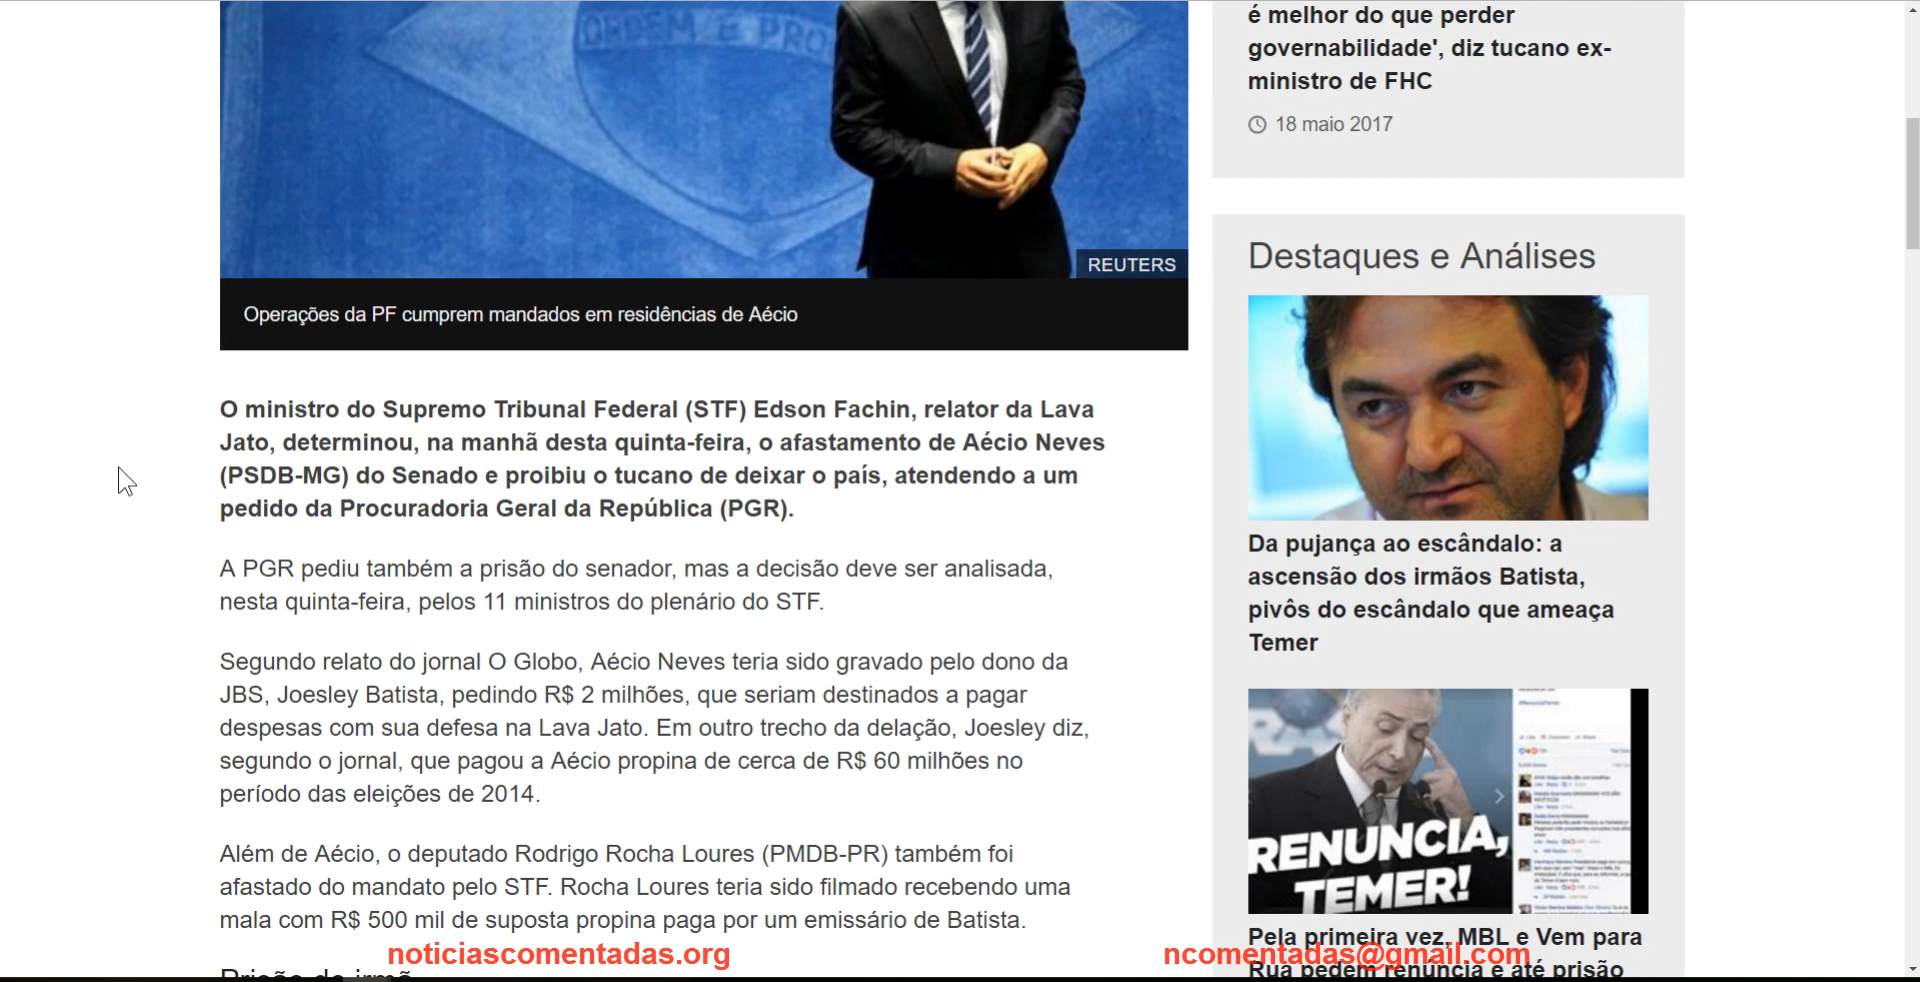 ORDEM E PRO
REUTERS
Operações da PF cumprem mandados em residências de Aécio
O ministro do Supremo Tribunal Federal (STF) Edson Fachin, relator da Lava
Jato, determinou, na manhã desta quinta-feira, o afastamento de Aécio Neves
(PSDB-MG) do Senado e proibiu o tucano de deixar o país, atendendo a um
pedido da Procuradoria Geral da República (PGR).
A PGR pediu também a prisão do senador, mas a decisão deve ser analisada,
nesta quinta-feira, pelos 11 ministros do plenário do STF.
Segundo relato do jornal O Globo, Aécio Neves teria sido gravado pelo dono da
JBS, Joesley Batista, pedindo R$ 2 milhões, que seriam destinados a pagar
despesas com sua defesa na Lava Jato. Em outro trecho da delação, Joesley diz,
segundo o jornal, que pagou a Aécio propina de cerca de R$ 60 milhões no
período das eleições de 2014.
Além de Aécio, o deputado Rodrigo Rocha Loures (PMDB-PR) também foi
afastado do mandato pelo STF. Rocha Loures teria sido filmado recebendo uma
mala com R$ 500 mil de suposta propina paga por um emissário de Batista.
noticiascomentadas.org
Prisão da irmã
é melhor do que perder
governabilidade', diz tucano ex-
ministro de FHC
18 maio 2017
Destaques e Análises
Da pujança ao escândalo: a
ascensão dos irmãos Batista,
pivôs do escândalo que ameaça
Temer
RENUNCIA,
TEMER!
Pela primeira vez, MBL e Vem para
ncomentadas@gmail.com
Rua pedem renúncia e até prisão